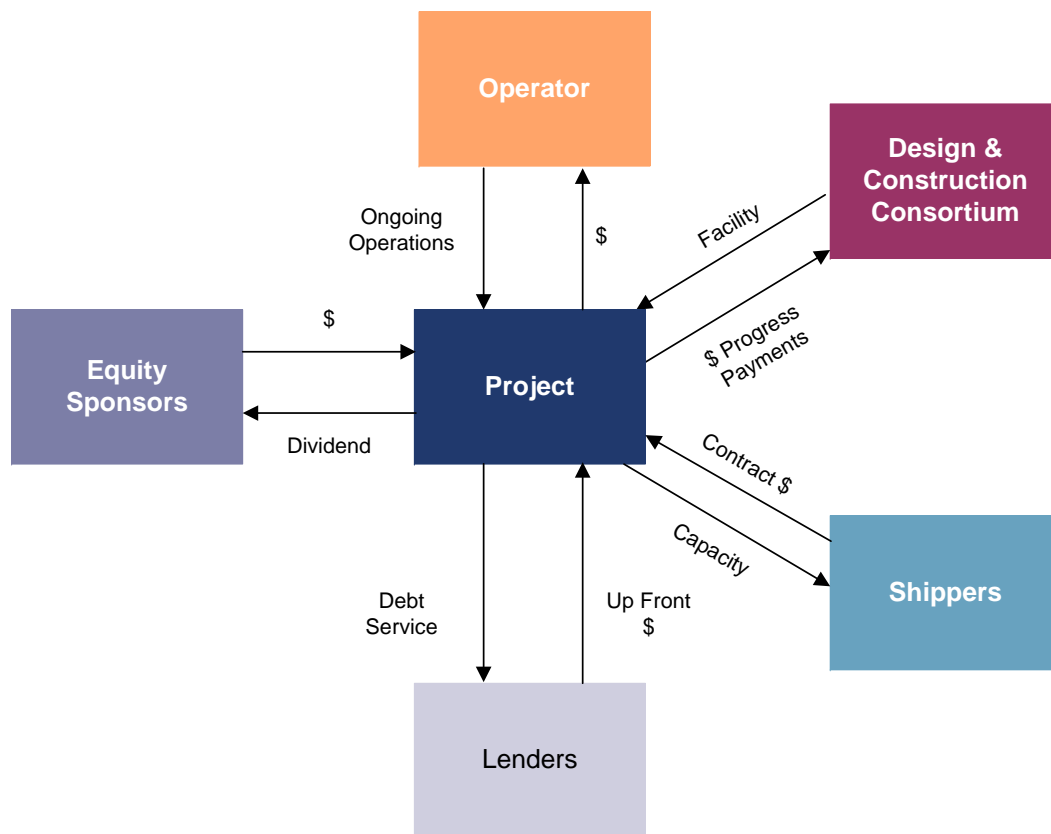 Operator
Design &
Construction
Consortium
Ongoing
Operations
$
Facility
$
Equity
Sponsors
Project
$ Progress
Payments
Dividend
Contract $
Capacity
Shippers
Debt
Service
Up Front
$
Lenders